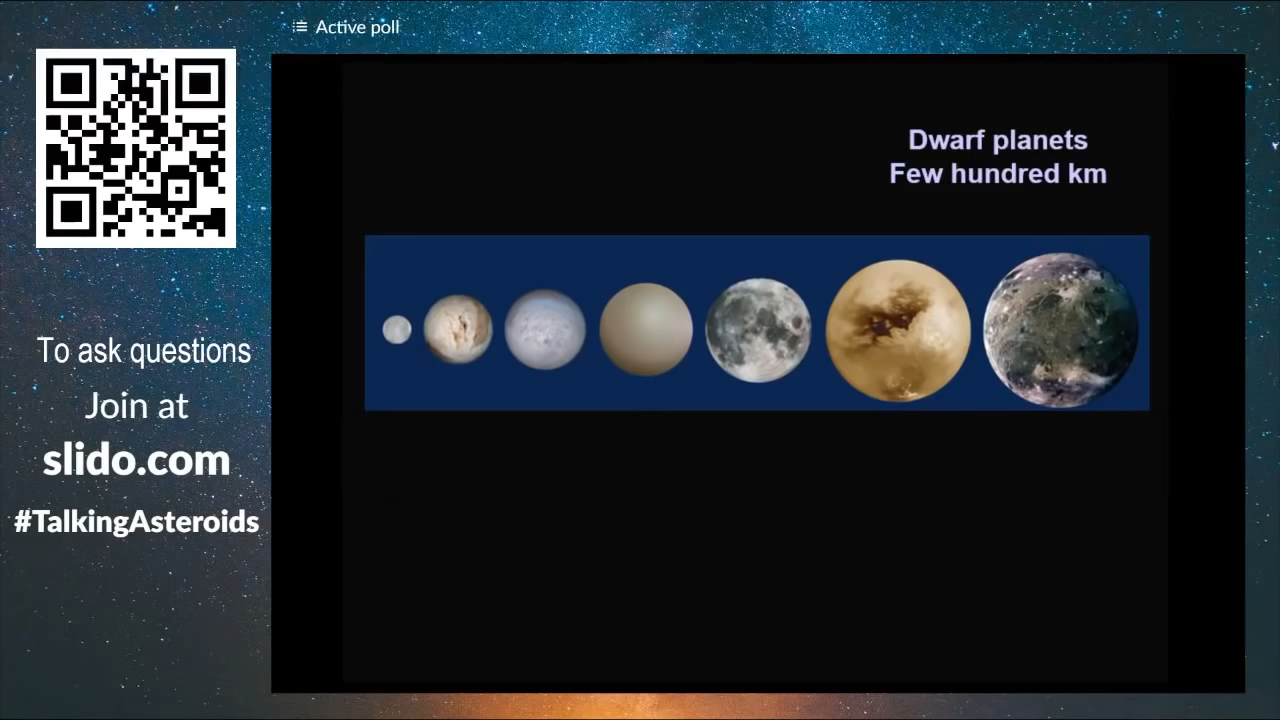 Active poll
Dwarf planets
Few hundred km
To ask questions
Join at
slido.com
#TalkingAsteroids